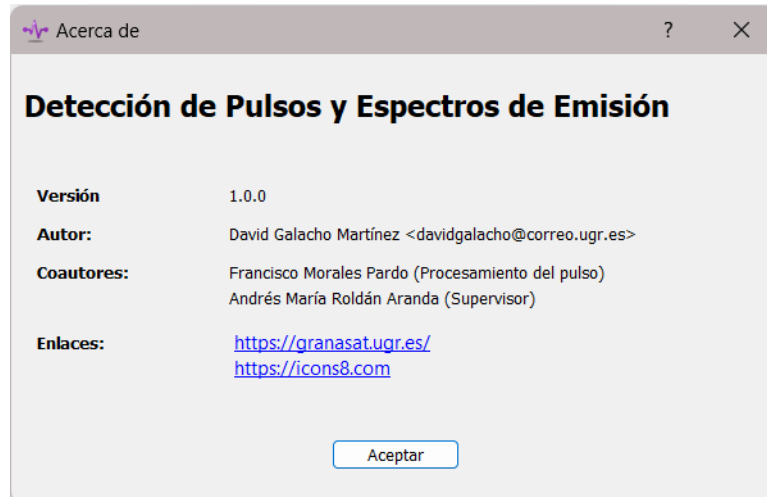 Acerca de
Detección de Pulsos y Espectros de Emisión
Versión 1.0.0
Autor: David Galacho Martínez <davidgalacho@correo.ugr.es>
Coautores: Francisco Morales Pardo (Procesamiento del pulso)
Andrés María Roldán Aranda (Supervisor)
Enlaces: https://granasat.ugr.es/
https://icons8.com
Aceptar